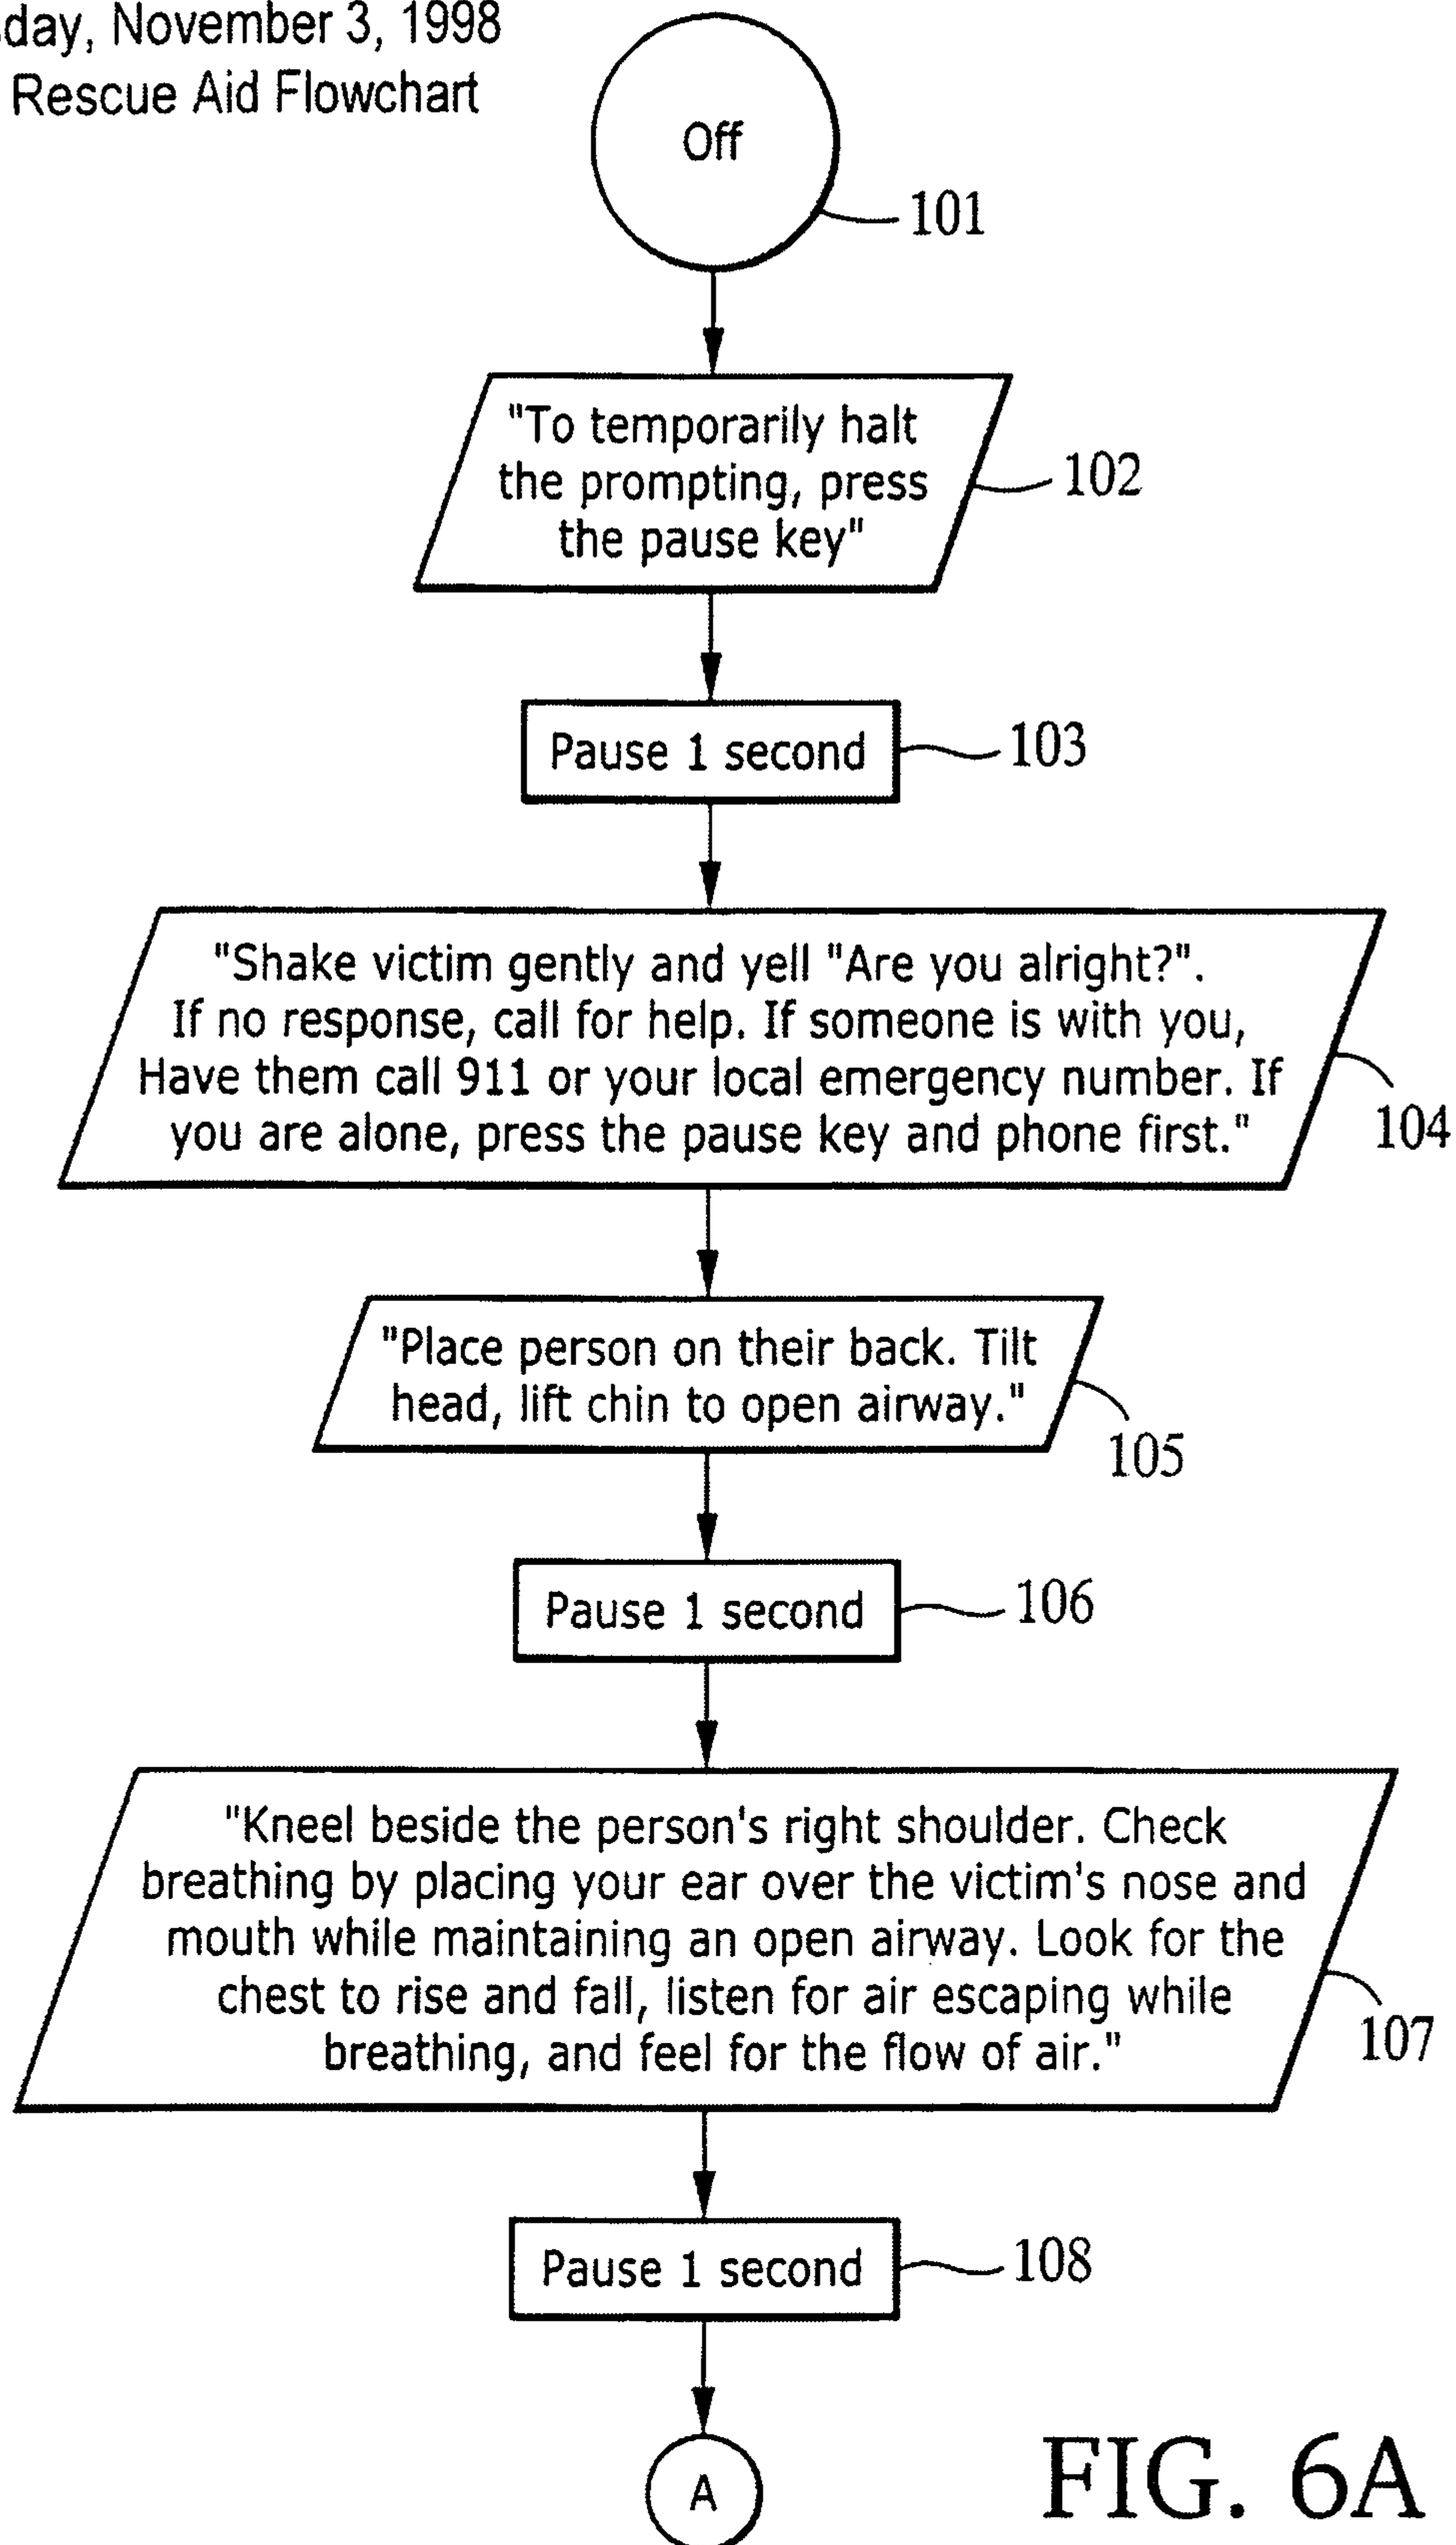 day, November 3, 1998
Rescue Aid Flowchart
Off
101
"To temporarily halt
the prompting, press
the pause key"
102
Pause 1 second
103
"Shake victim gently and yell "Are you alright?".
If no response, call for help. If someone is with you,
Have them call 911 or your local emergency number. If
you are alone, press the pause key and phone first."
104
"Place person on their back. Tilt
head, lift chin to open airway."
105
Pause 1 second
106
"Kneel beside the person's right shoulder. Check
breathing by placing your ear over the victim's nose and
mouth while maintaining an open airway. Look for the
chest to rise and fall, listen for air escaping while
breathing, and feel for the flow of air."
107
Pause 1 second
108
A
FIG. 6A